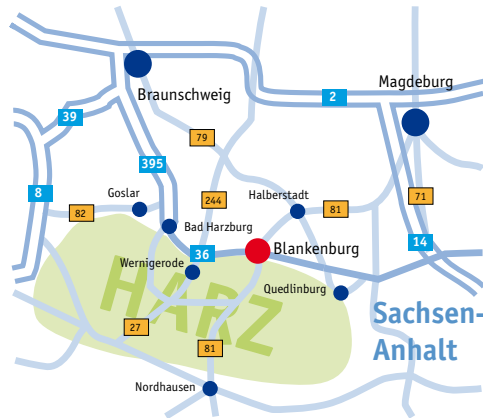 Braunschweig
Magdeburg
2
39
79
395
8
Goslar
82
244
Halberstadt
81
71
Bad Harzburg
36
Blankenburg
14
Wernigerode
HARZ
Quedlinburg
27
81
Sachsen-
Anhalt
Nordhausen